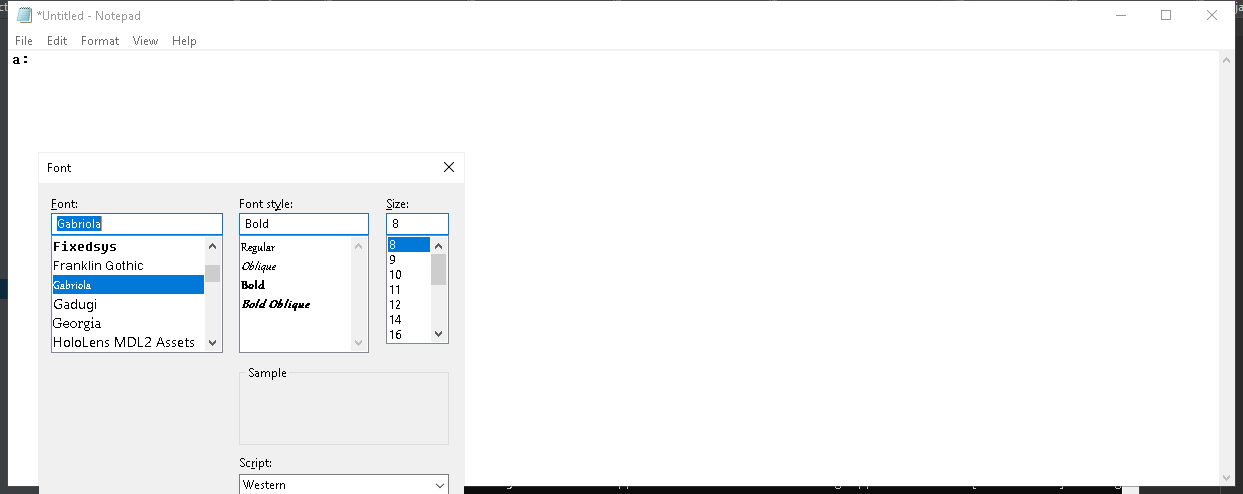 *Untitled - Notepad
File Edit Format View Help
a:
Font
Font: Font style: Size:
Gabriola Bold 8
Fixedsys Regular 8
Franklin Gothic Oblique 9
Gabriola Bold 10
Gadugi Bold Oblique 11
Georgia 12
HoloLens MDL2 Assets 14
16
Sample
Script:
Western